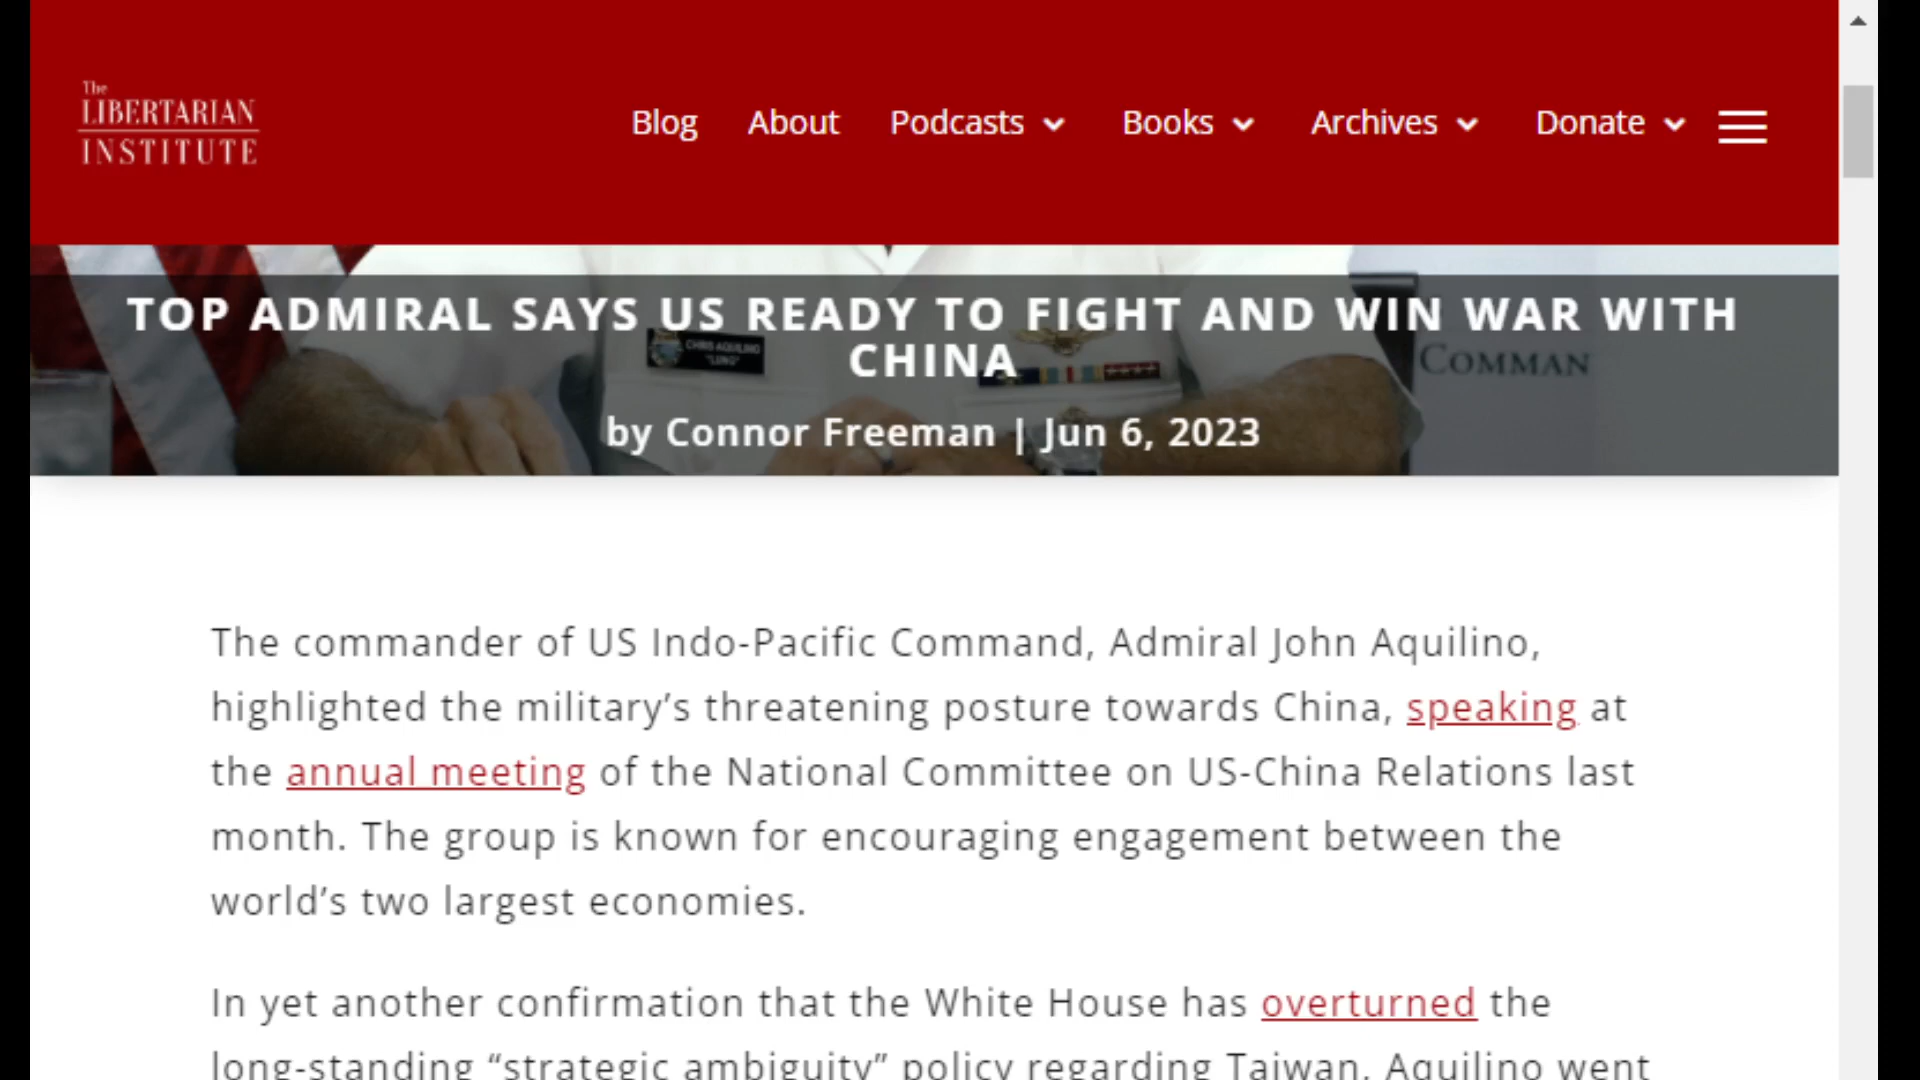 The
LIBERTARIAN
INSTITUTE
Blog About Podcasts Books Archives Donate
TOP ADMIRAL SAYS US READY TO FIGHT AND WIN WAR WITH
CHINA
CHRIS AQUILINO
"LUNG"
COMMAN
by Connor Freeman | Jun 6, 2023
The commander of US Indo-Pacific Command, Admiral John Aquilino,
highlighted the military’s threatening posture towards China, speaking at
the annual meeting of the National Committee on US-China Relations last
month. The group is known for encouraging engagement between the
world’s two largest economies.
In yet another confirmation that the White House has overturned the
long-standing “strategic ambiguity” policy regarding Taiwan, Aquilino went